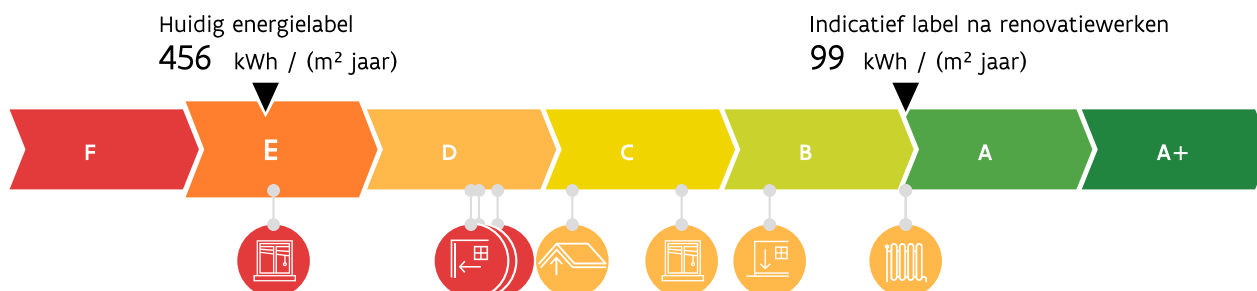 Huidig energielabel
456 kWh / (m² jaar)
Indicatief label na renovatiewerken
99 kWh / (m² jaar)
F E D C B A A+